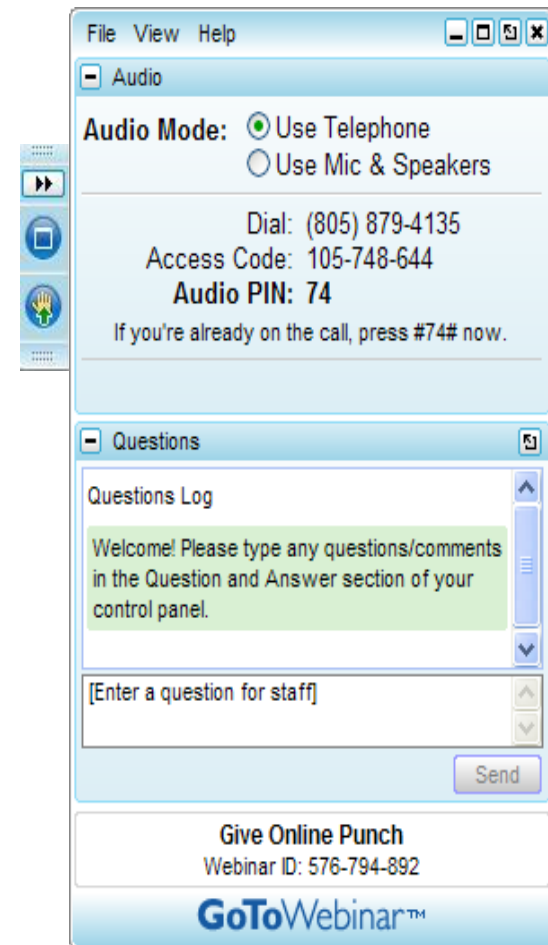 File View Help
Audio
Audio Mode: Use Telephone
Use Mic & Speakers
Dial: (805) 879-4135
Access Code: 105-748-644
Audio PIN: 74
If you're already on the call, press #74# now.
Questions
Questions Log
Welcome! Please type any questions/comments
in the Question and Answer section of your
control panel.
[Enter a question for staff]
Send
Give Online Punch
Webinar ID: 576-794-892
GoToWebinar™